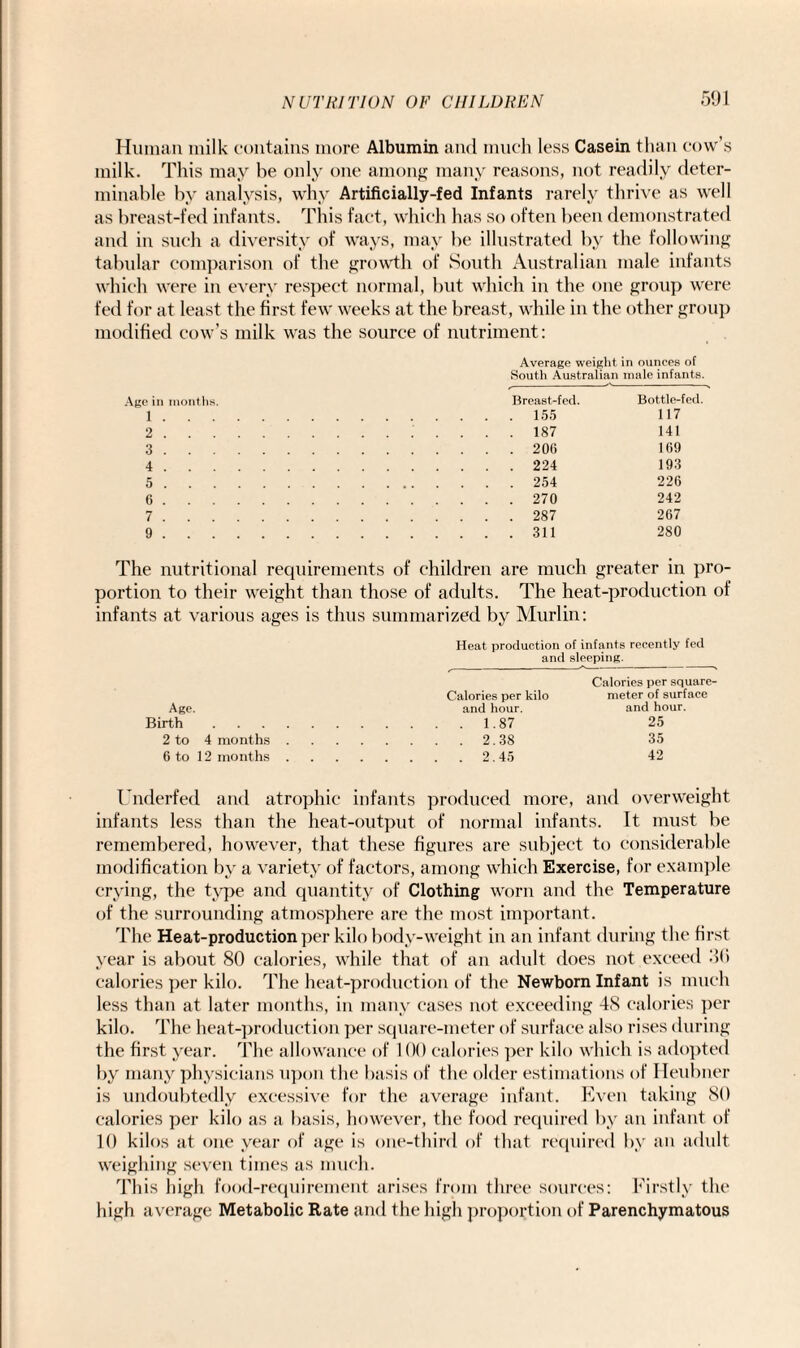 NUTRITION OF CHILDREN 591
Human milk contains more Albumin and much less Casein than cow's
milk. This may be only one among many reasons, not readily deter-
minable by analysis, why Artificially-fed Infants rarely thrive as well
as breast-fed infants. This fact, which has so often been demonstrated
and in such a diversity of ways, may be illustrated by the following
tabular comparison of the growth of South Australian male infants
which were in every respect normal, but which in the one group were
fed for at least the first few weeks at the breast, while in the other group
modified cow's milk was the source of nutriment:
Average weight in ounces of
South Australian male infants.
Age in months. Breast-fed. Bottle-fed.
1 . . . . . . . . . . . . . . . 155 117
2 . . . . . . . . . . . . . . . 187 141
3 . . . . . . . . . . . . . . . 206 169
4 . . . . . . . . . . . . . . . 224 193
5 . . . . . . . . . . . . . . . 254 226
6 . . . . . . . . . . . . . . . 270 242
7 . . . . . . . . . . . . . . . 287 267
9 . . . . . . . . . . . . . . . 311 280
The nutritional requirements of children are much greater in pro-
portion to their weight than those of adults. The heat-production of
infants at various ages is thus summarized by Murlin:
Heat production of infants recently fed
and sleeping.
Calories per square-
Calories per kilo meter of surface
Age. and hour. and hour.
Birth . . . . . . . . . . . 1.87 25
2 to 4 months . . . . . . . . 2.38 35
6 to 12 months . . . . . . . . 2.45 42
Underfed and atrophic infants produced more, and overweight
infants less than the heat-output of normal infants. It must be
remembered, however, that these figures are subject to considerable
modification by a variety of factors, among which Exercise, for example
crying, the type and quantity of Clothing worn and the Temperature
of the surrounding atmosphere are the most important.
The Heat-production per kilo body-weight in an infant during the first
year is about 80 calories, while that of an adult does not exceed 36
calories per kilo. The heat-production of the Newborn Infant is much
less than at later months, in many cases not exceeding 48 calories per
kilo. The heat-production per square-meter of surface also rises during
the first year. The allowance of 100 calories per kilo which is adopted
by many physicians upon the basis of the older estimations of Heubner
is undoubtedly excessive for the average infant. Even taking 80
calories per kilo as a basis, however, the food required by an infant of
10 kilos at one year of age is one-third of that required by an adult
weighing seven times as much.
This high food-requirement arises from three sources: Firstly the
high average Metabolic Rate and the high proportion of Parenchymatous